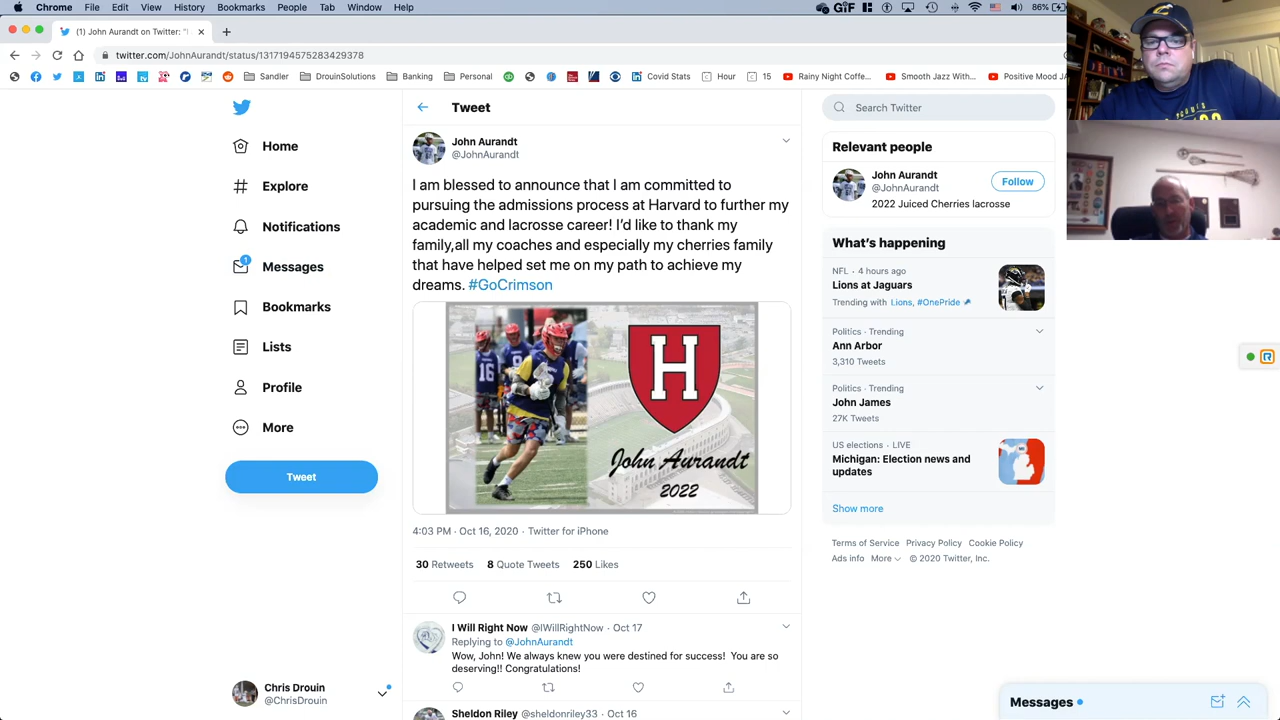 Chrome File Edit View History Bookmarks People Tab Window Help
GIF
86%
(1) John Aurandt on Twitter: "I
twitter.com/JohnAurandt/status/1317194575283429378
Sandler DrouinSolutions Banking Personal Covid Stats Hour 15 Rainy Night Coffe... Smooth Jazz With... Positive Mood JA
Home
Explore
Notifications
1
Messages
Bookmarks
Lists
Profile
More
Tweet
Chris Drouin
@ChrisDrouin
Tweet
John Aurandt
@JohnAurandt
I am blessed to announce that I am committed to
pursuing the admissions process at Harvard to further my
academic and lacrosse career! I'd like to thank my
family,all my coaches and especially my cherries family
that have helped set me on my path to achieve my
dreams. #GoCrimson
16
H
John Aurandt
2022
4:03 PM · Oct 16, 2020 · Twitter for iPhone
30 Retweets 8 Quote Tweets 250 Likes
I Will Right Now @IWillRightNow · Oct 17
Replying to @JohnAurandt
Wow, John! We always knew you were destined for success! You are so
deserving!! Congratulations!
Sheldon Riley @sheldonriley33 · Oct 16
Search Twitter
Relevant people
John Aurandt
@JohnAurandt
Follow
2022 Juiced Cherries lacrosse
What's happening
NFL · 4 hours ago
Lions at Jaguars
Trending with Lions, #OnePride
Politics · Trending
Ann Arbor
3,310 Tweets
Politics · Trending
John James
27K Tweets
US elections · LIVE
Michigan: Election news and
updates
Show more
Terms of Service Privacy Policy Cookie Policy
Ads info More © 2020 Twitter, Inc.
Messages